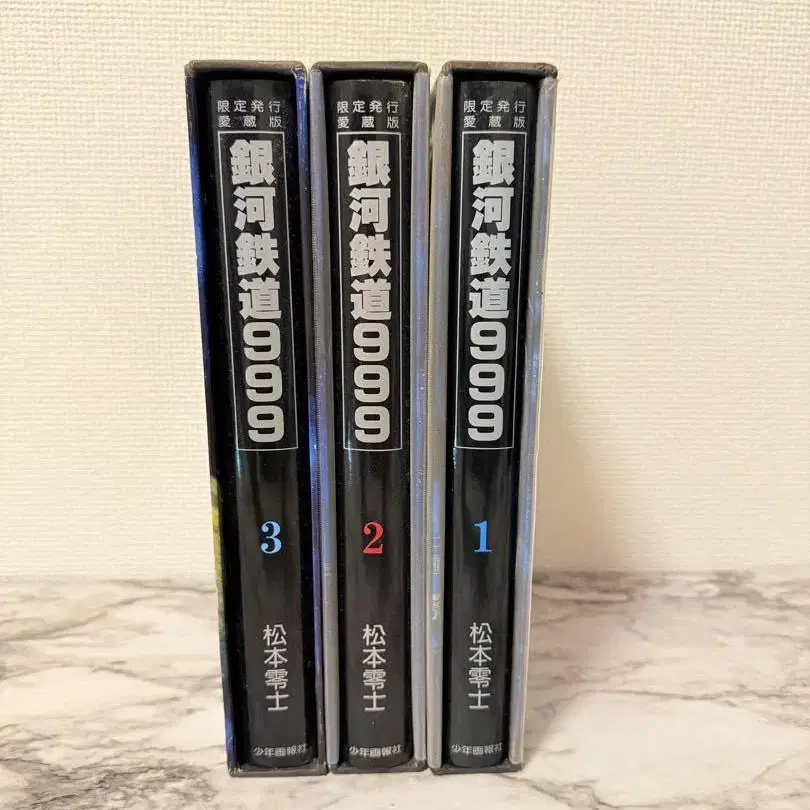 限定発行
愛蔵版
銀河鉄道999
3
松本零士
少年画報社
限定発行
愛蔵版
銀河鉄道999
2
松本零士
少年画報社
限定発行
愛蔵版
銀河鉄道999
1
松本零士
少年画報社